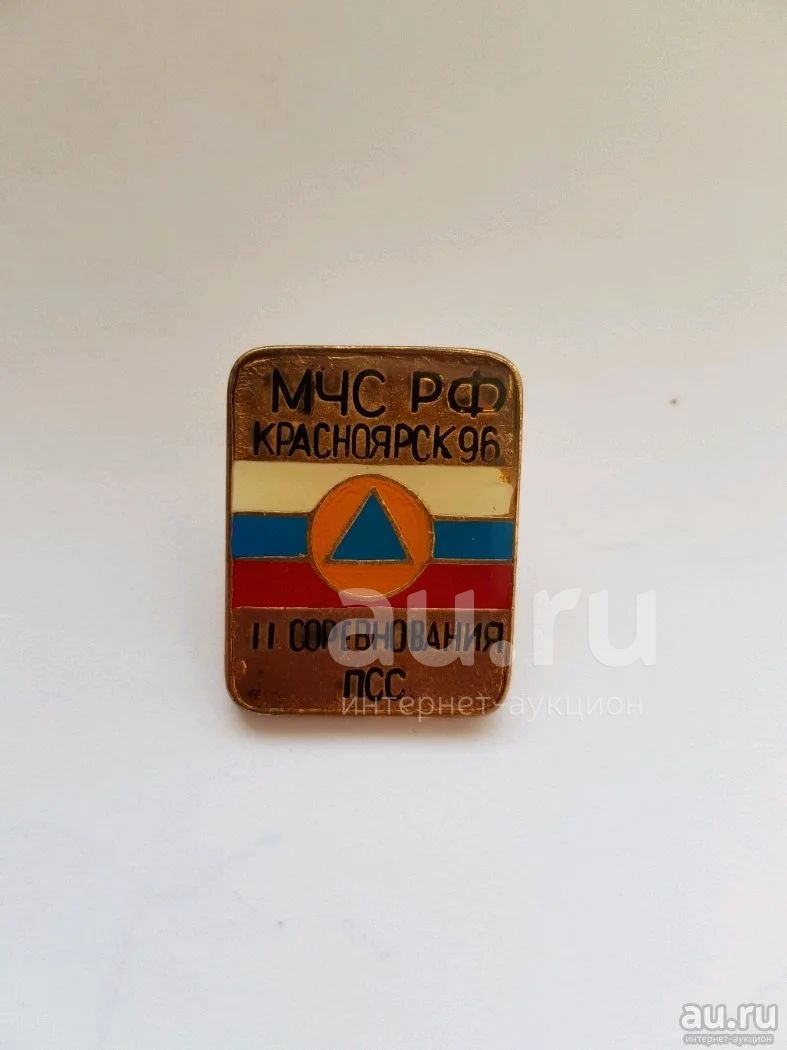 МЧС РФ
КРАСНОЯРСК 96
II СОРЕВНОВАНИЯ
ПСС
au.ru
интернет-аукцион
au.ru
интернет-аукцион